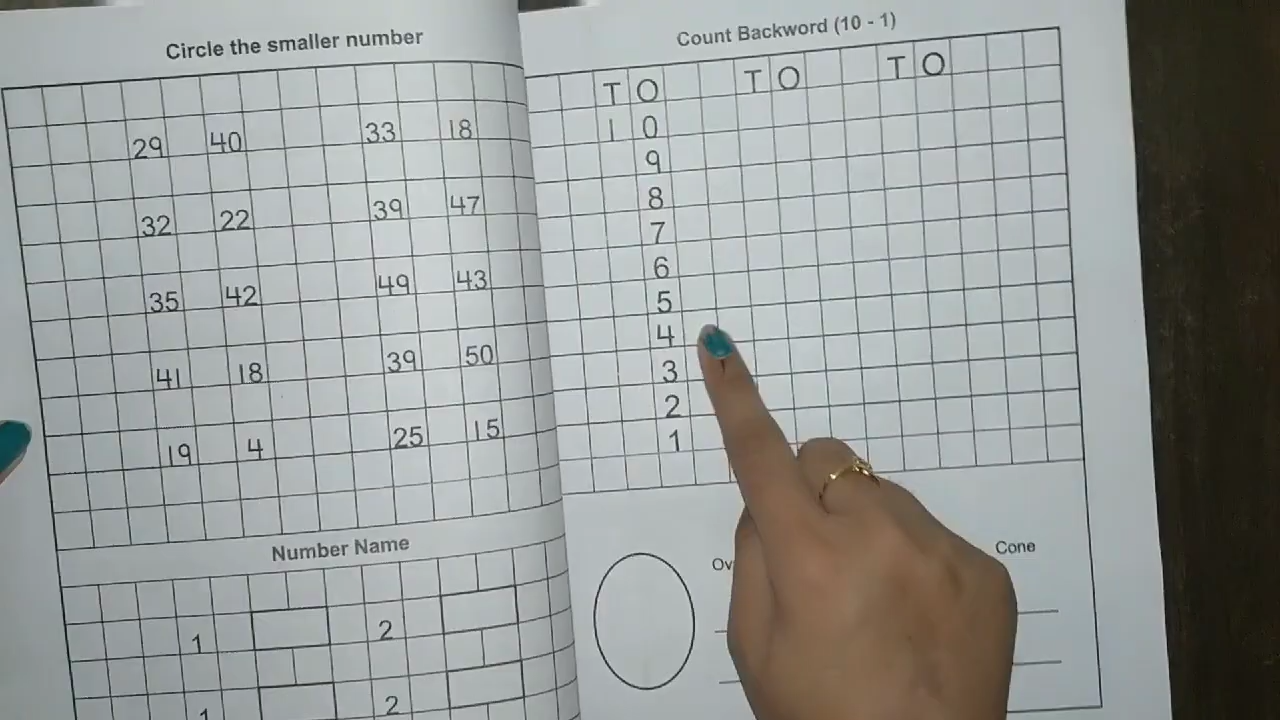 Circle the smaller number
29 40 33 18
32 22 39 47
35 42 49 43
41 18 39 50
19 4 25 15
Number Name
1 2
1 2
Count Backword (10 - 1)
T O T O T O
1 0
9
8
7
6
5
4
3
2
1
Cone